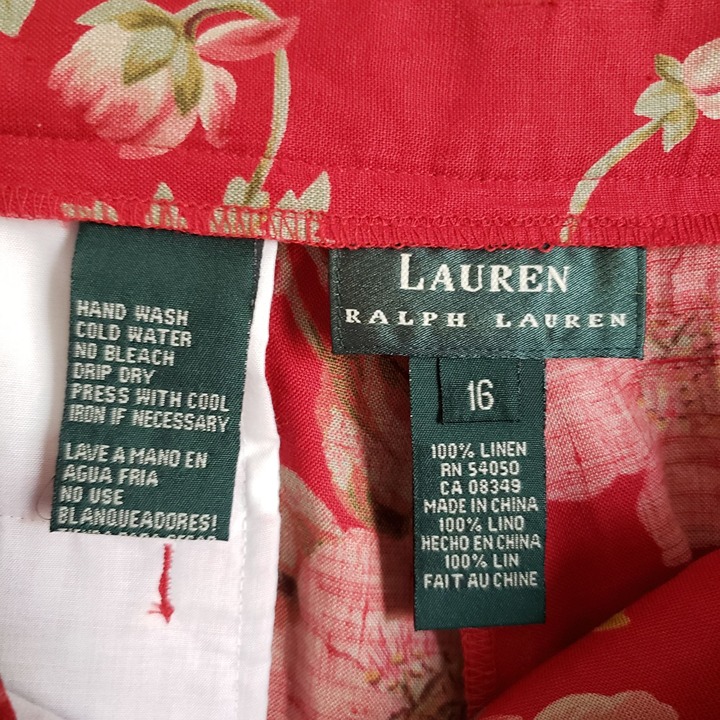 HAND WASH
COLD WATER
NO BLEACH
DRIP DRY
PRESS WITH COOL
IRON IF NECESSARY
LAVE A MANO EN
AGUA FRIA
NO USE
BLANQUEADORES!
LAUREN
RALPH LAUREN
16
100% LINEN
RN 54050
CA 08349
MADE IN CHINA
100% LINO
HECHO EN CHINA
100% LIN
FAIT AU CHINE